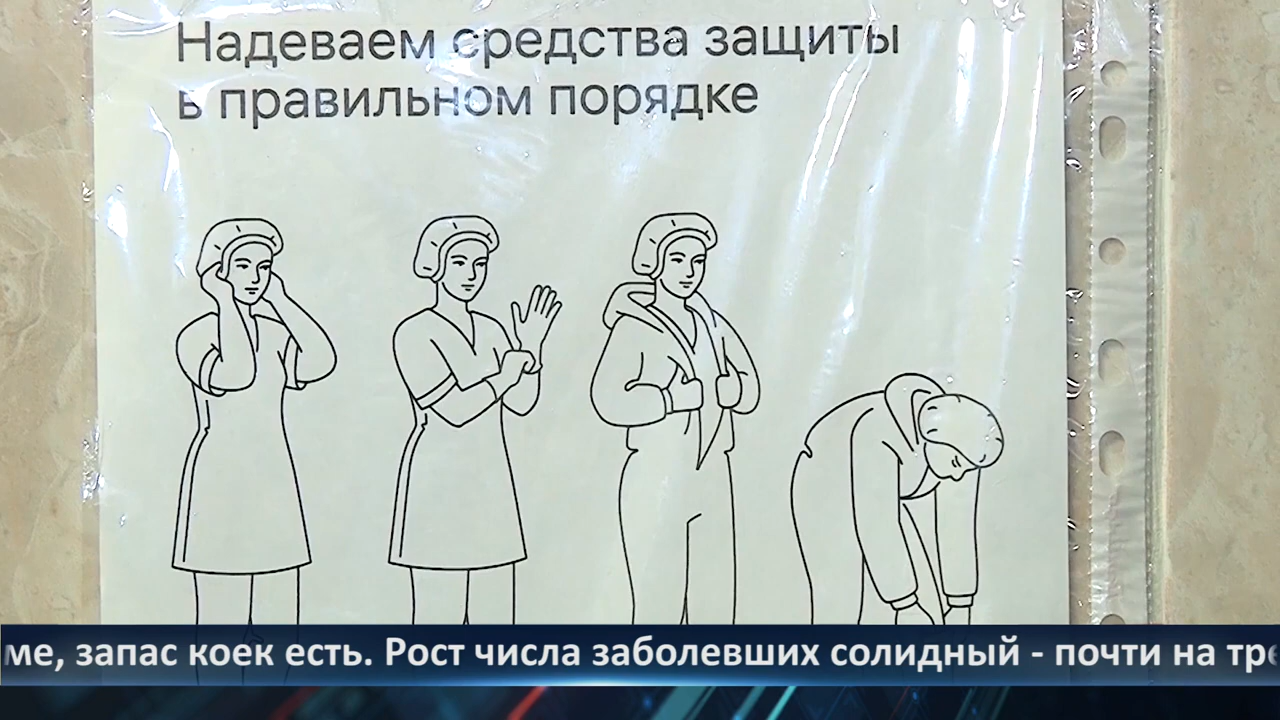 Надеваем средства защиты
в правильном порядке
ме, запас коек есть. Рост числа заболевших солидный - почти на тре